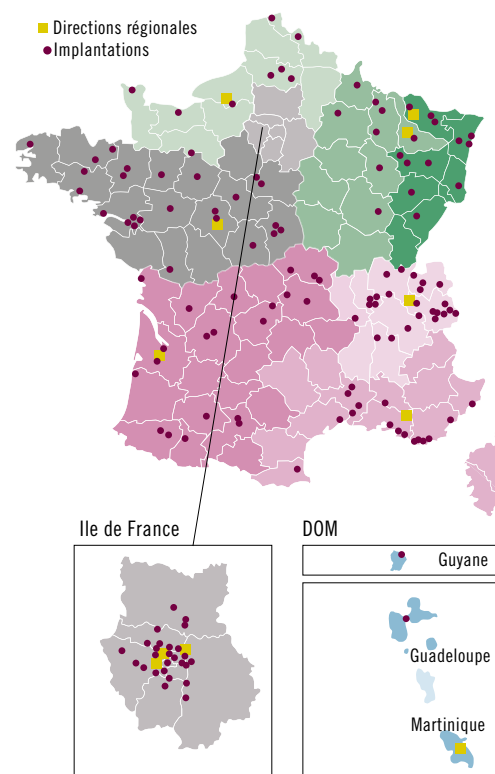 Directions régionales
Implantations
Ile de France
DOM
Guyane
Guadeloupe
Martinique